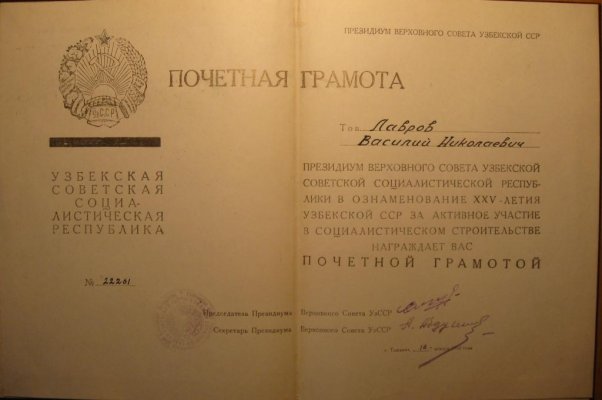 УзССР
УЗБЕКСКАЯ
СОВЕТСКАЯ
СОЦИА-
ЛИСТИЧЕСКАЯ
РЕСПУБЛИКА
№ 22201
ПРЕЗИДИУМ ВЕРХОВНОГО СОВЕТА УЗБЕКСКОЙ ССР
ПОЧЕТНАЯ ГРАМОТА
Тов. Лавров
Василий Николаевич
ПРЕЗИДИУМ ВЕРХОВНОГО СОВЕТА УЗБЕКСКОЙ
СОВЕТСКОЙ СОЦИАЛИСТИЧЕСКОЙ РЕСПУБ-
ЛИКИ В ОЗНАМЕНОВАНИЕ XXV-ЛЕТИЯ
УЗБЕКСКОЙ ССР ЗА АКТИВНОЕ УЧАСТИЕ
В СОЦИАЛИСТИЧЕСКОМ СТРОИТЕЛЬСТВЕ
НАГРАЖДАЕТ ВАС
ПОЧЕТНОЙ ГРАМОТОЙ
Председатель Президиума Верховного Совета УзССР
Секретарь Президиума Верховного Совета УзССР
г. Ташкент,